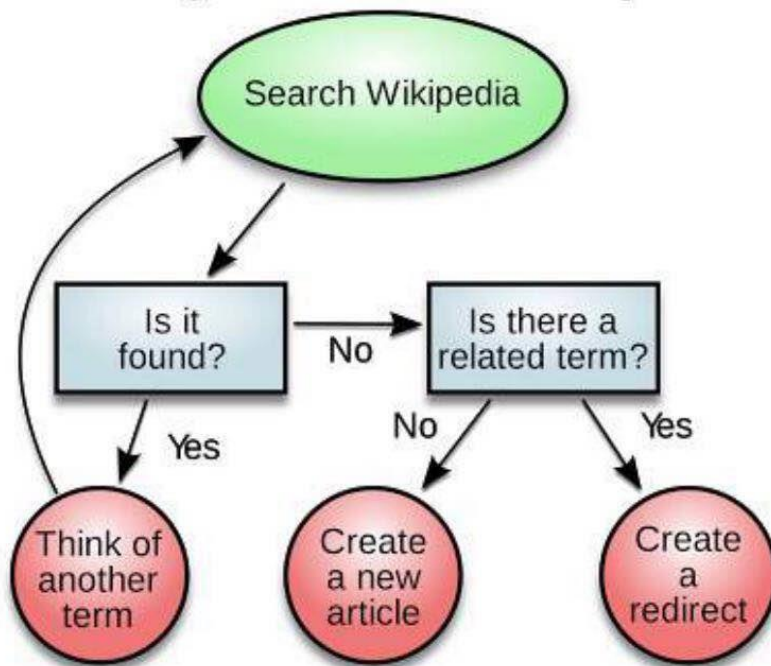 Search Wikipedia
Is it
found?
No
Is there a
related term?
Yes
No
Yes
Think of
another
term
Create
a new
article
Create
a
redirect